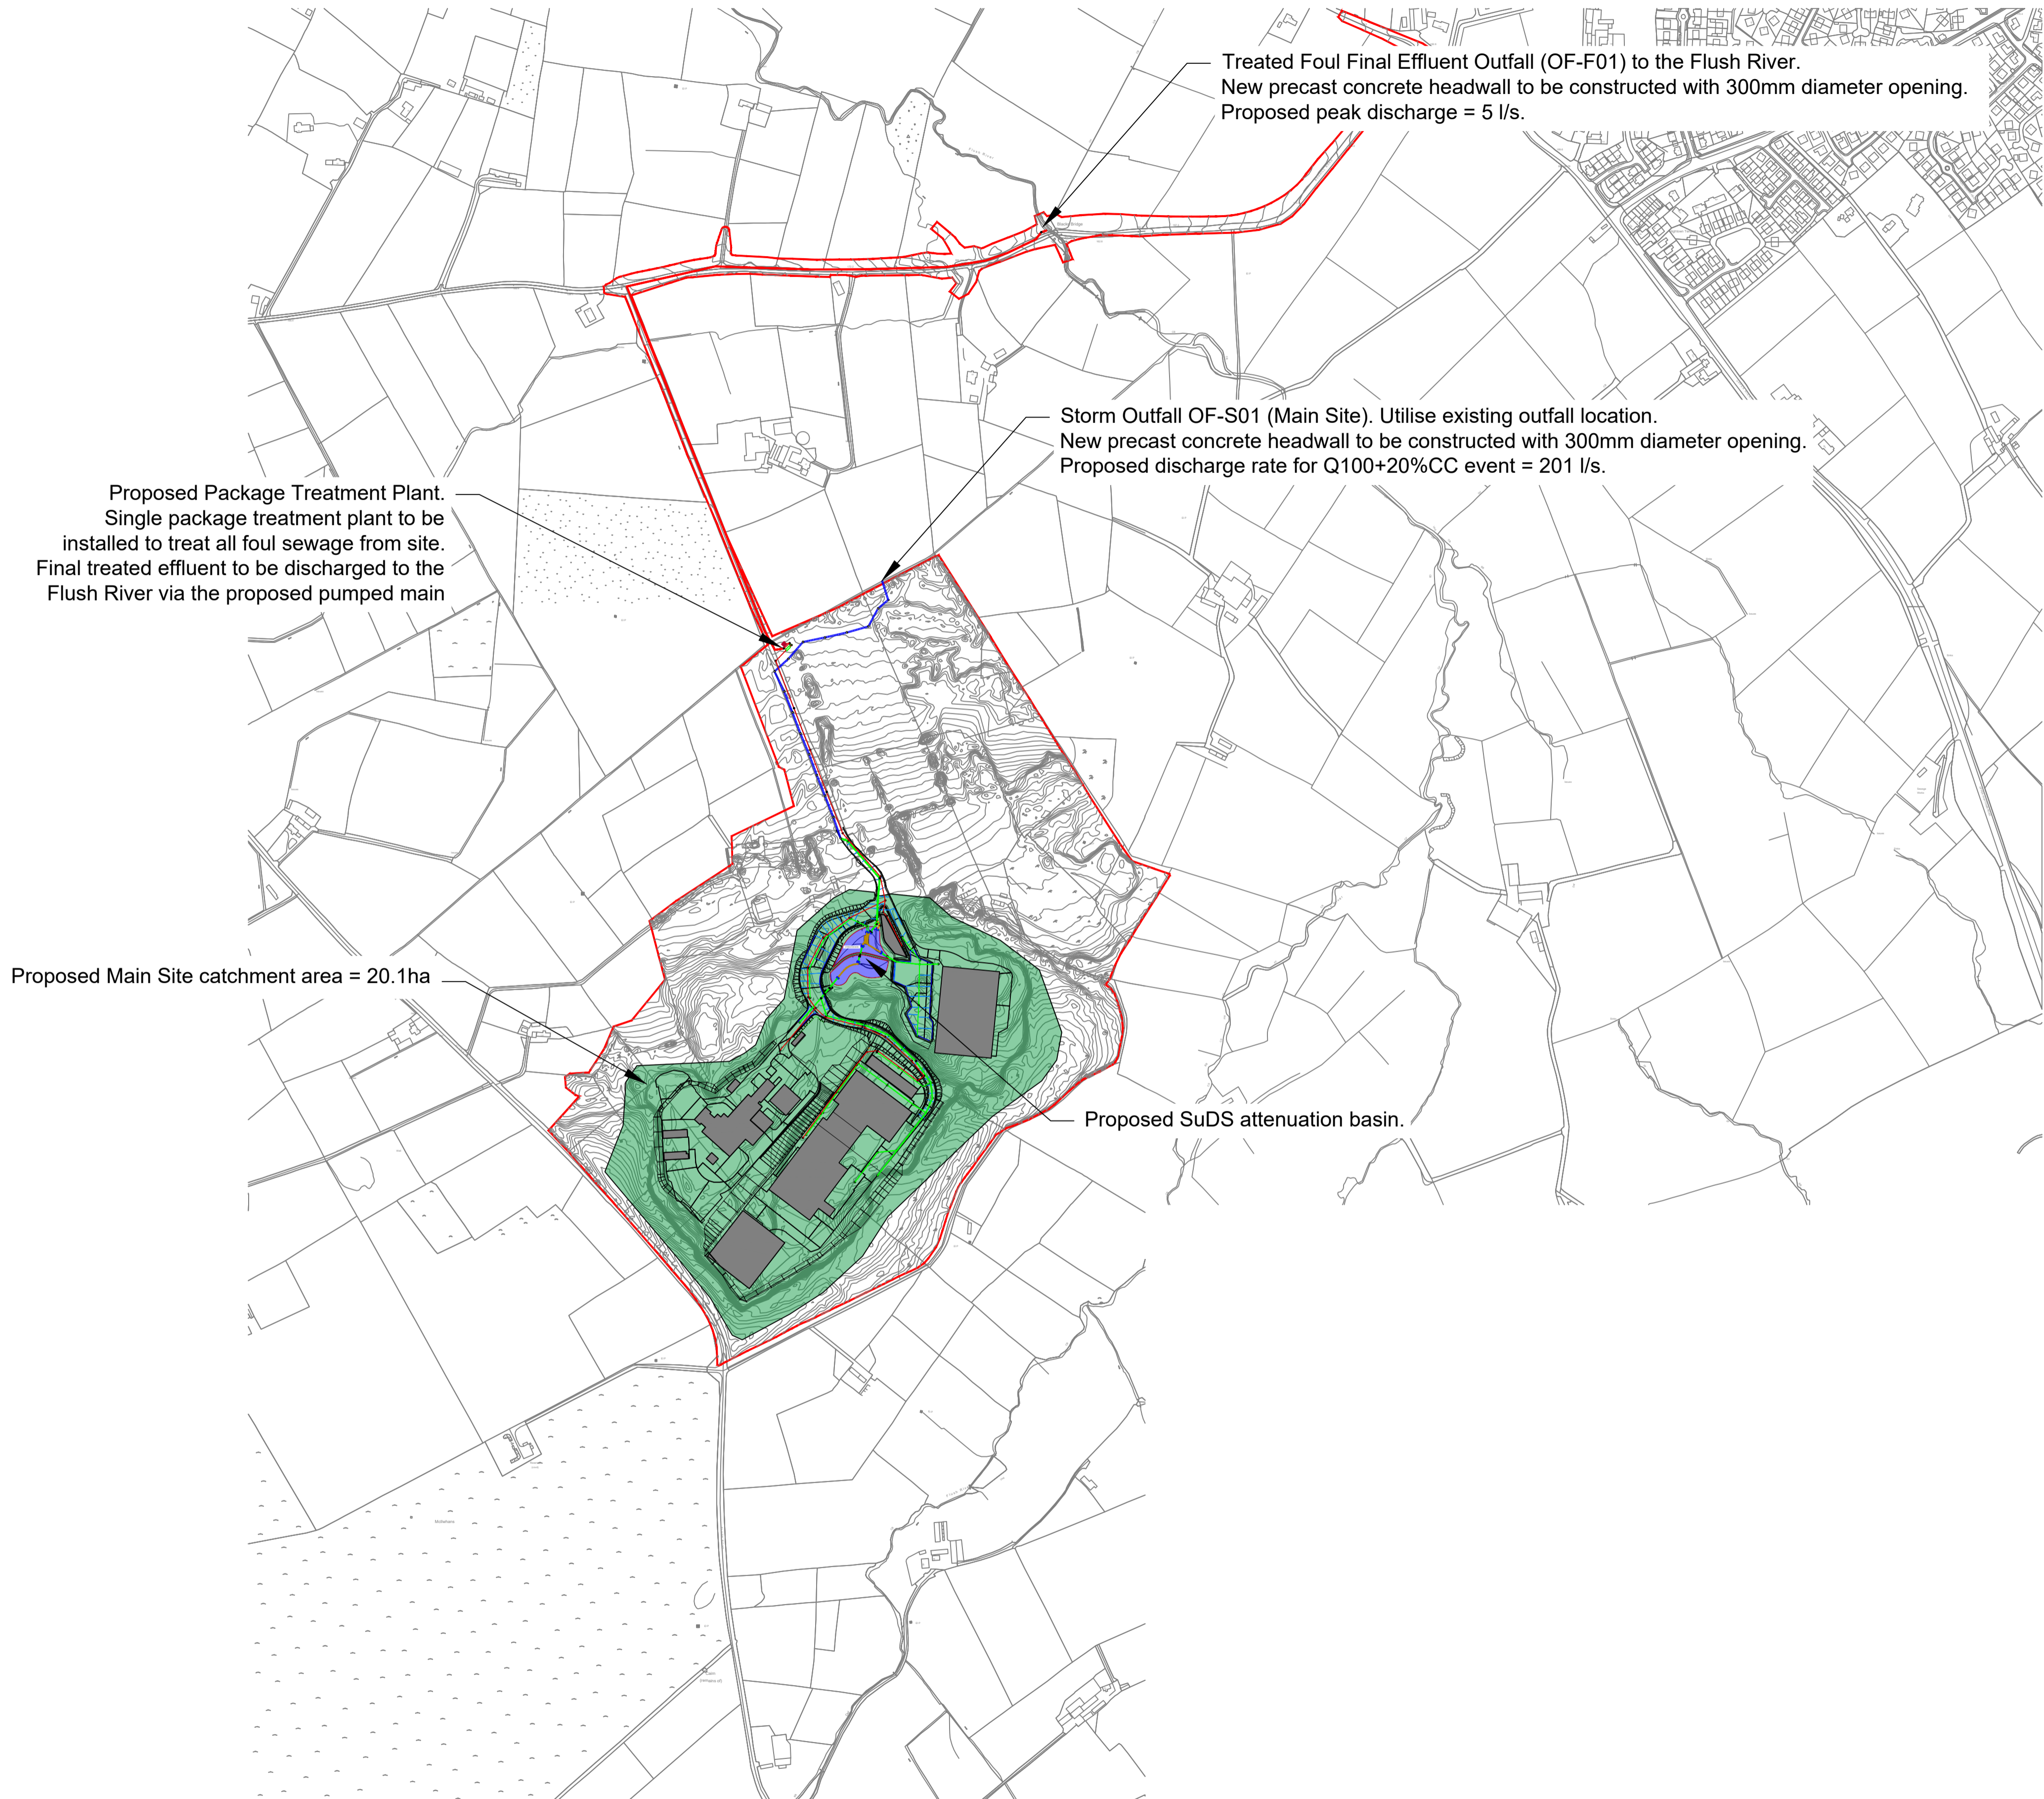 Treated Foul Final Effluent Outfall (OF-F01) to the Flush River.
New precast concrete headwall to be constructed with 300mm diameter opening.
Proposed peak discharge = 5 l/s.
Storm Outfall OF-S01 (Main Site). Utilise existing outfall location.
New precast concrete headwall to be constructed with 300mm diameter opening.
Proposed discharge rate for Q100+20%CC event = 201 l/s.
Proposed Package Treatment Plant.
Single package treatment plant to be
installed to treat all foul sewage from site.
Final treated effluent to be discharged to the
Flush River via the proposed pumped main
Proposed Main Site catchment area = 20.1ha
Proposed SuDS attenuation basin.